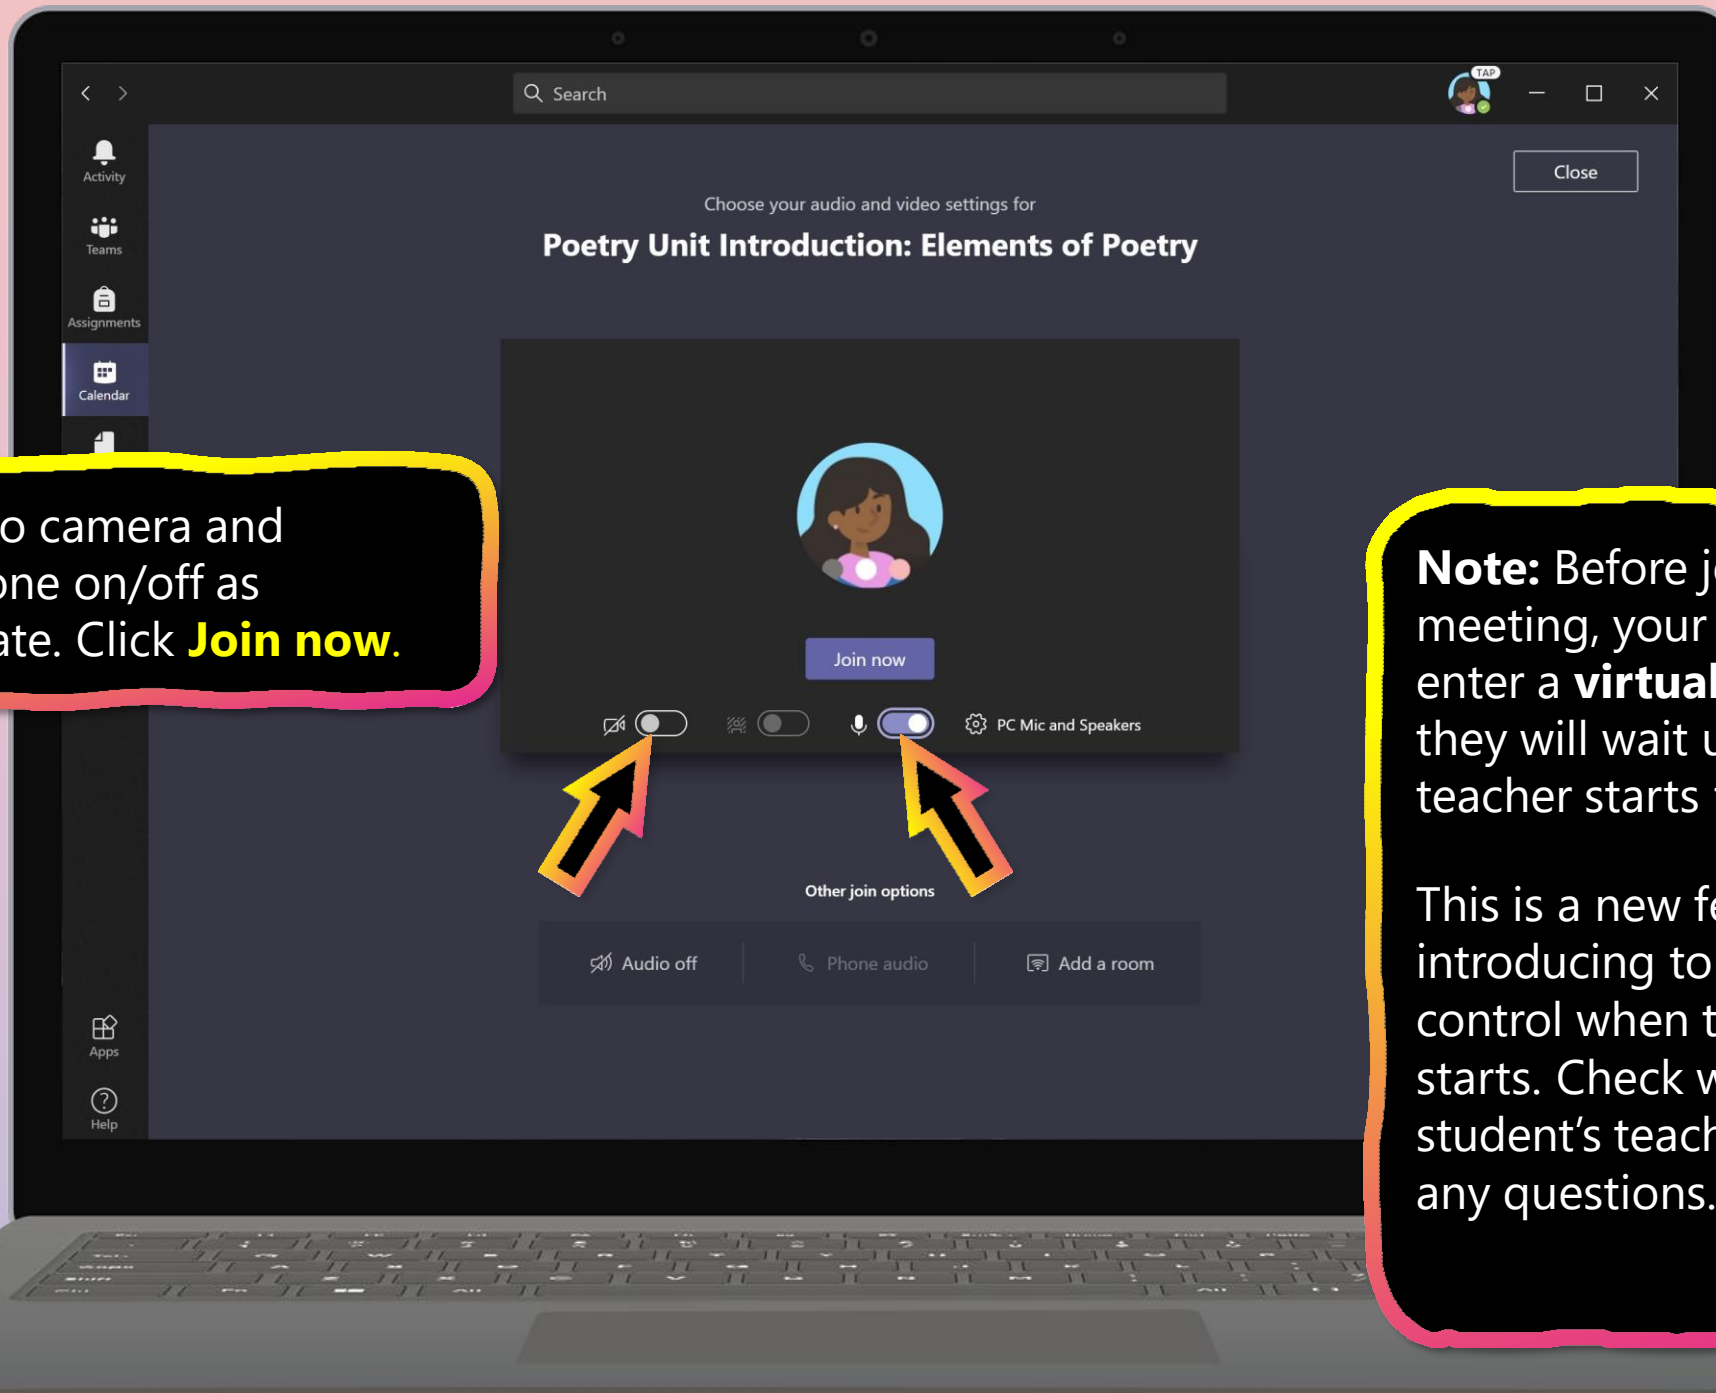 Search
TAP
Activity
Teams
Assignments
Calendar
Apps
Help
Close
Choose your audio and video settings for
Poetry Unit Introduction: Elements of Poetry
Join now
PC Mic and Speakers
Other join options
Audio off
Phone audio
Add a room
o camera and
one on/off as
ate. Click Join now.
Note: Before jo
meeting, your
enter a virtual
they will wait u
teacher starts t
This is a new fe
introducing to
control when t
starts. Check w
student's teach
any questions.